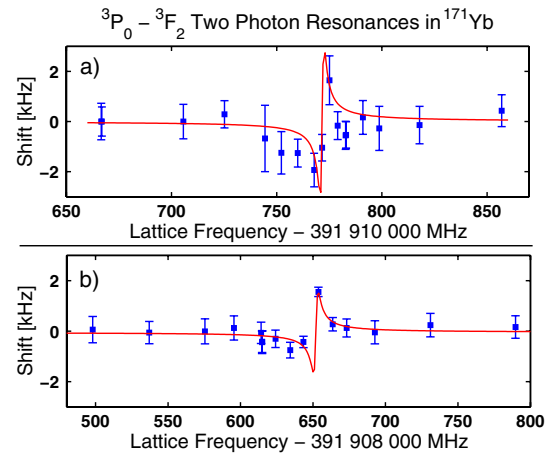 ³P₀ – ³F₂ Two Photon Resonances in ¹⁷¹Yb
a)
Shift [kHz]
2
0
−2
650 700 750 800 850
Lattice Frequency − 391 910 000 MHz
b)
Shift [kHz]
2
0
−2
500 550 600 650 700 750 800
Lattice Frequency − 391 908 000 MHz